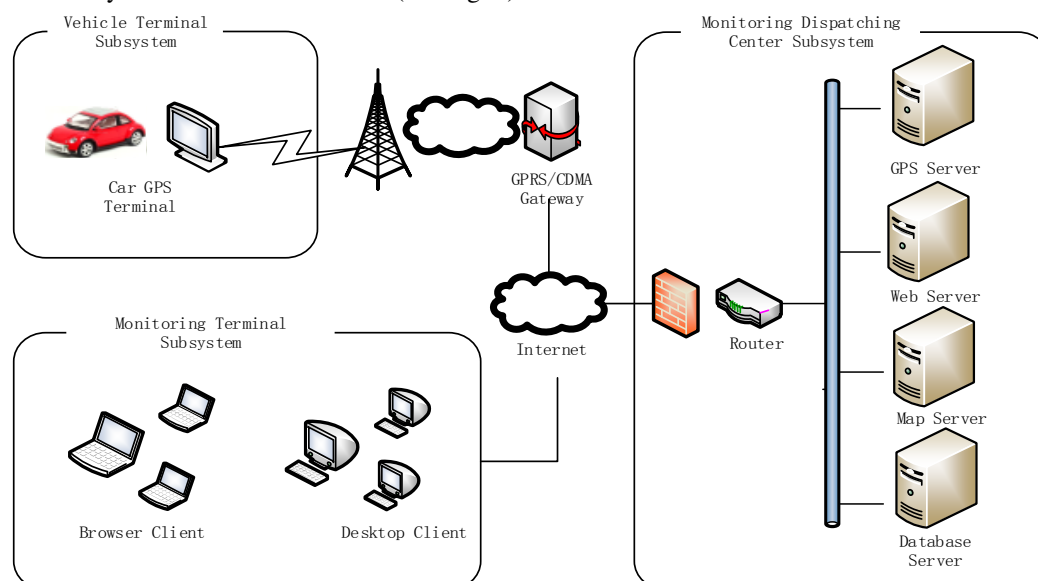 Vehicle Terminal
Subsystem
Car GPS
Terminal
GPRS/CDMA
Gateway
Monitoring Dispatching
Center Subsystem
GPS Server
Web Server
Map Server
Database
Server
Router
Internet
Monitoring Terminal
Subsystem
Browser Client
Desktop Client